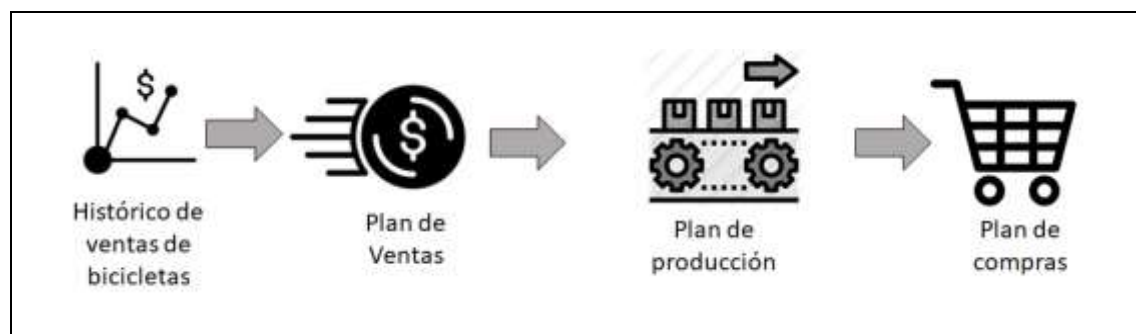 $
$
Histórico de
ventas de
bicicletas
Plan de
Ventas
Plan de
producción
Plan de
compras